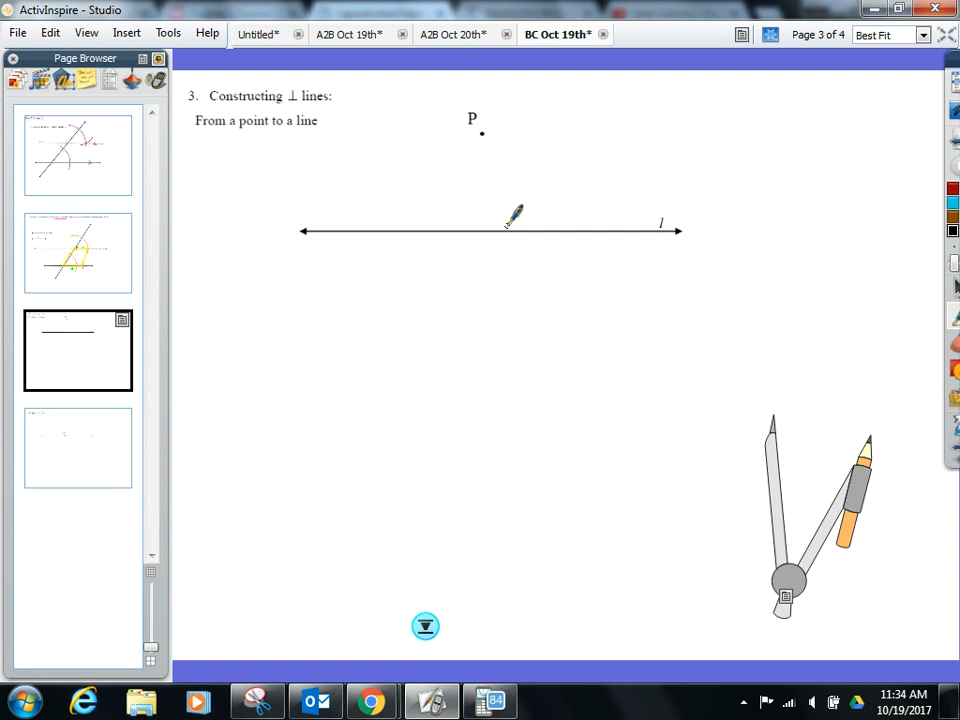 ActivInspire - Studio
File Edit View Insert Tools Help
Untitled* A2B Oct 19th* A2B Oct 20th* BC Oct 19th*
Page 3 of 4 Best Fit
Page Browser
3. Constructing ⊥ lines:
From a point to a line
P
l
84
11:34 AM
10/19/2017